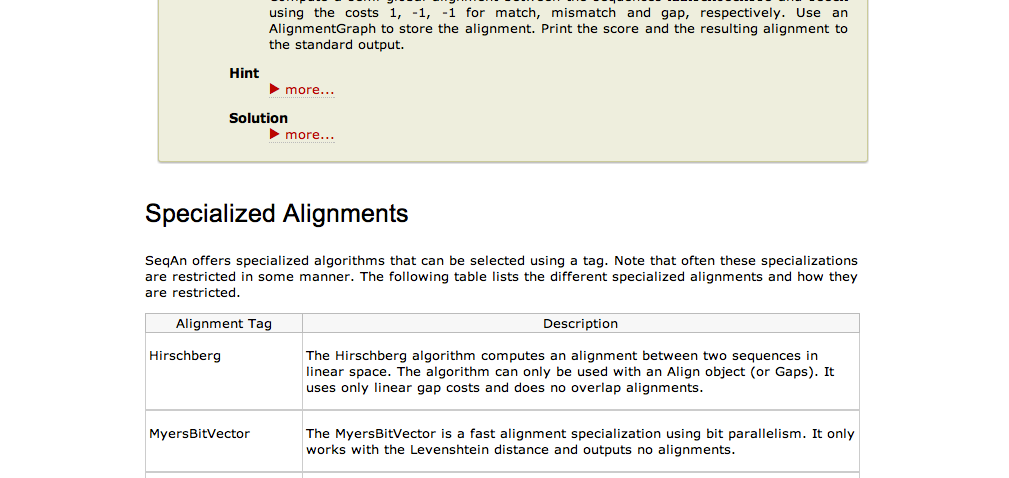 using the costs 1, -1, -1 for match, mismatch and gap, respectively. Use an
AlignmentGraph to store the alignment. Print the score and the resulting alignment to
the standard output.
Hint
more...
Solution
more...
Specialized Alignments
SeqAn offers specialized algorithms that can be selected using a tag. Note that often these specializations
are restricted in some manner. The following table lists the different specialized alignments and how they
are restricted.
Alignment Tag
Description
Hirschberg
The Hirschberg algorithm computes an alignment between two sequences in
linear space. The algorithm can only be used with an Align object (or Gaps). It
uses only linear gap costs and does no overlap alignments.
MyersBitVector
The MyersBitVector is a fast alignment specialization using bit parallelism. It only
works with the Levenshtein distance and outputs no alignments.